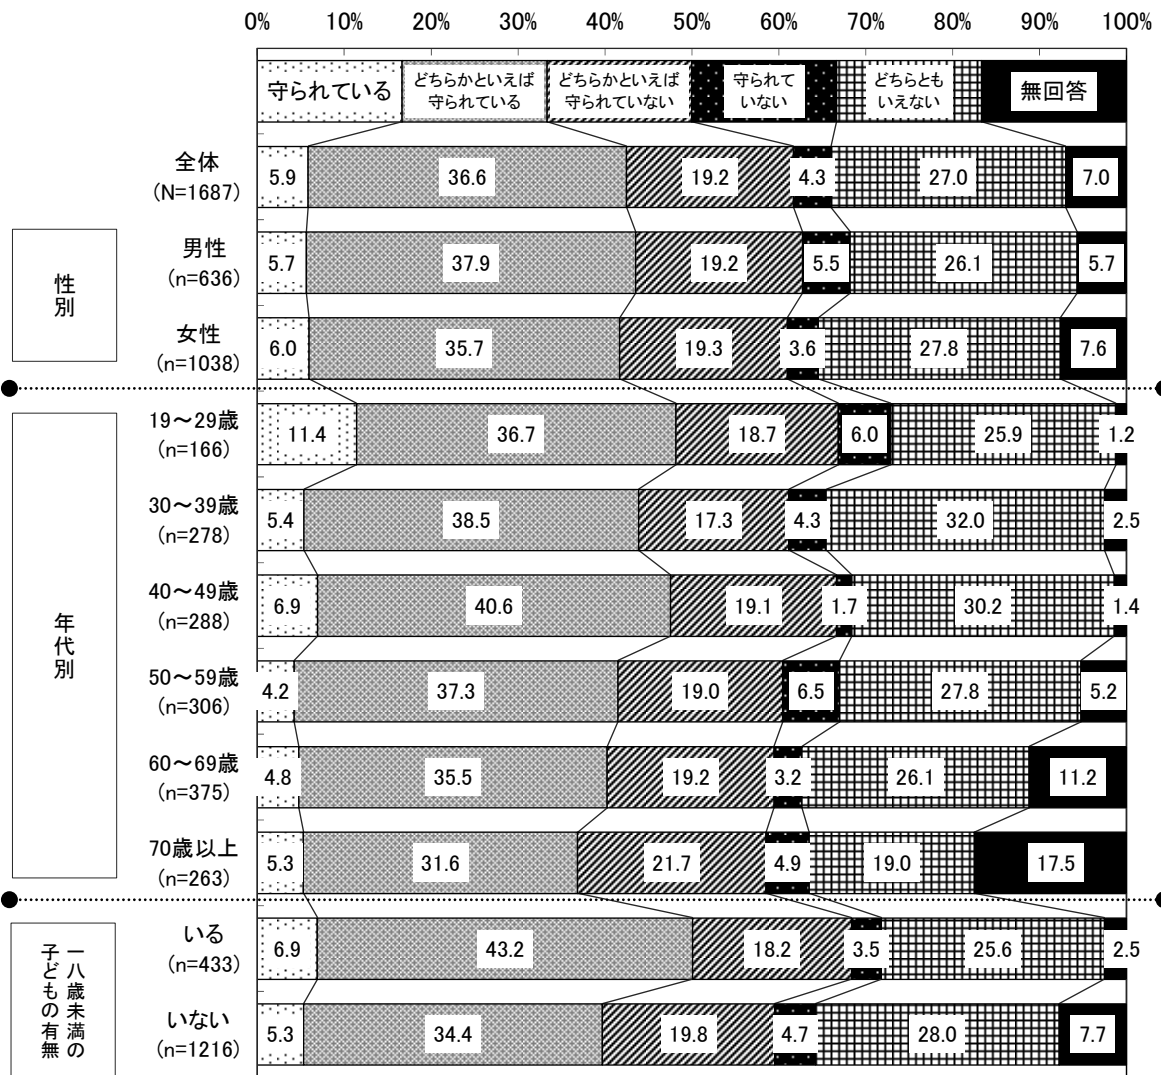 0% 10% 20% 30% 40% 50% 60% 70% 80% 90% 100%
守られている
どちらかといえば
守られている
どちらかといえば
守られていない
守られて
いない
どちらとも
いえない
無回答
全体
(N=1687)
5.9 36.6 19.2 4.3 27.0 7.0
性別
男性
(n=636)
5.7 37.9 19.2 5.5 26.1 5.7
女性
(n=1038)
6.0 35.7 19.3 3.6 27.8 7.6
年代別
19～29歳
(n=166)
11.4 36.7 18.7 6.0 25.9 1.2
30～39歳
(n=278)
5.4 38.5 17.3 4.3 32.0 2.5
40～49歳
(n=288)
6.9 40.6 19.1 1.7 30.2 1.4
50～59歳
(n=306)
4.2 37.3 19.0 6.5 27.8 5.2
60～69歳
(n=375)
4.8 35.5 19.2 3.2 26.1 11.2
70歳以上
(n=263)
5.3 31.6 21.7 4.9 19.0 17.5
一八歳未満の
子どもの有無
いる
(n=433)
6.9 43.2 18.2 3.5 25.6 2.5
いない
(n=1216)
5.3 34.4 19.8 4.7 28.0 7.7